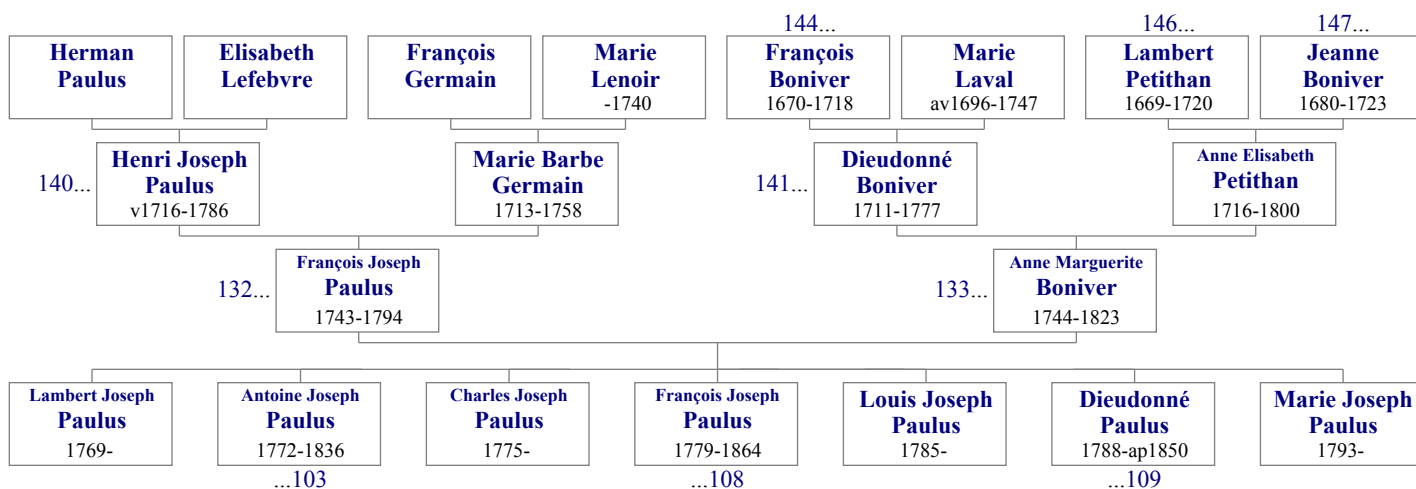 144...
146...
147...
Herman
Paulus
Elisabeth
Lefebvre
François
Germain
Marie
Lenoir
-1740
François
Boniver
1670-1718
Marie
Laval
av1696-1747
Lambert
Petithan
1669-1720
Jeanne
Boniver
1680-1723
140...
Henri Joseph
Paulus
v1716-1786
Marie Barbe
Germain
1713-1758
141...
Dieudonné
Boniver
1711-1777
Anne Elisabeth
Petithan
1716-1800
132...
François Joseph
Paulus
1743-1794
133...
Anne Marguerite
Boniver
1744-1823
Lambert Joseph
Paulus
1769-
Antoine Joseph
Paulus
1772-1836
...103
Charles Joseph
Paulus
1775-
François Joseph
Paulus
1779-1864
...108
Louis Joseph
Paulus
1785-
Dieudonné
Paulus
1788-ap1850
...109
Marie Joseph
Paulus
1793-